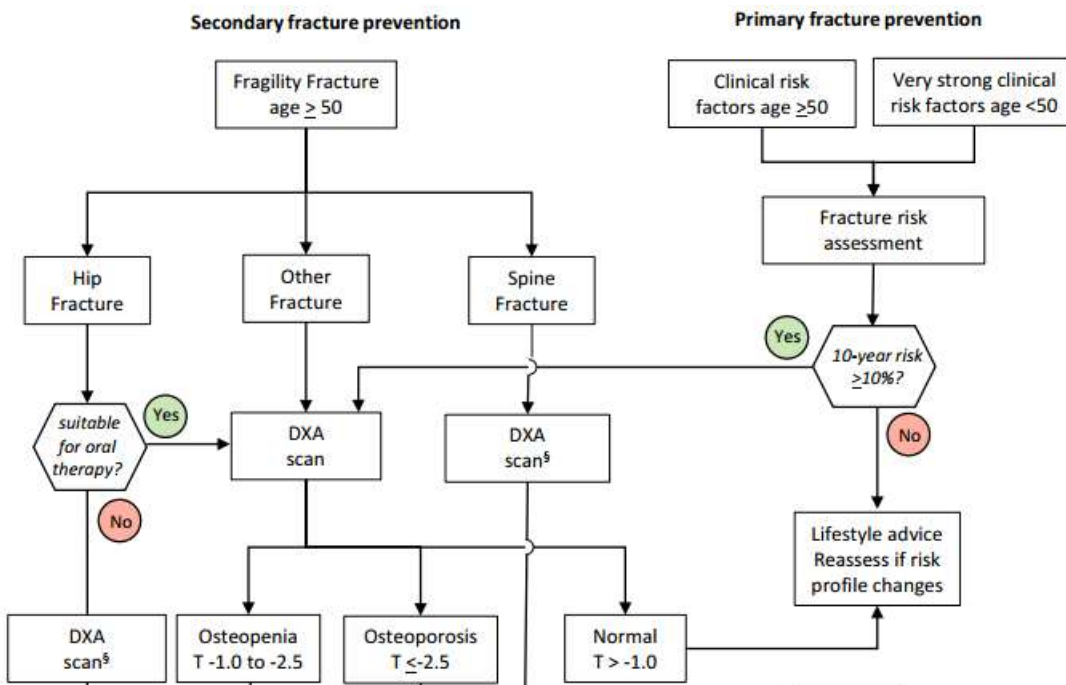 Secondary fracture prevention
Primary fracture prevention
Fragility Fracture
age ≥ 50
Clinical risk
factors age ≥50
Very strong clinical
risk factors age <50
Fracture risk
assessment
Hip
Fracture
Other
Fracture
Spine
Fracture
Yes
10-year risk
≥10%?
suitable
for oral
therapy?
Yes
DXA
scan
DXA
scan§
No
No
Lifestyle advice
Reassess if risk
profile changes
DXA
scan§
Osteopenia
T -1.0 to -2.5
Osteoporosis
T ≤-2.5
Normal
T > -1.0